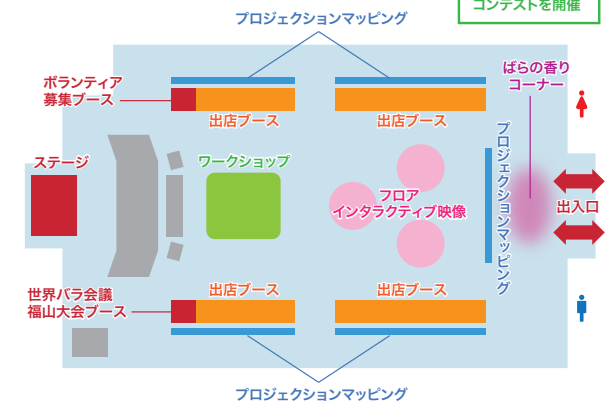 コンテストを開催
プロジェクションマッピング
ばらの香り
コーナー
ボランティア
募集ブース
出店ブース
出店ブース
ステージ
ワークショップ
プロジェクションマッピング
フロア
インタラクティブ映像
出入口
世界バラ会議
福山大会ブース
出店ブース
出店ブース
プロジェクションマッピング